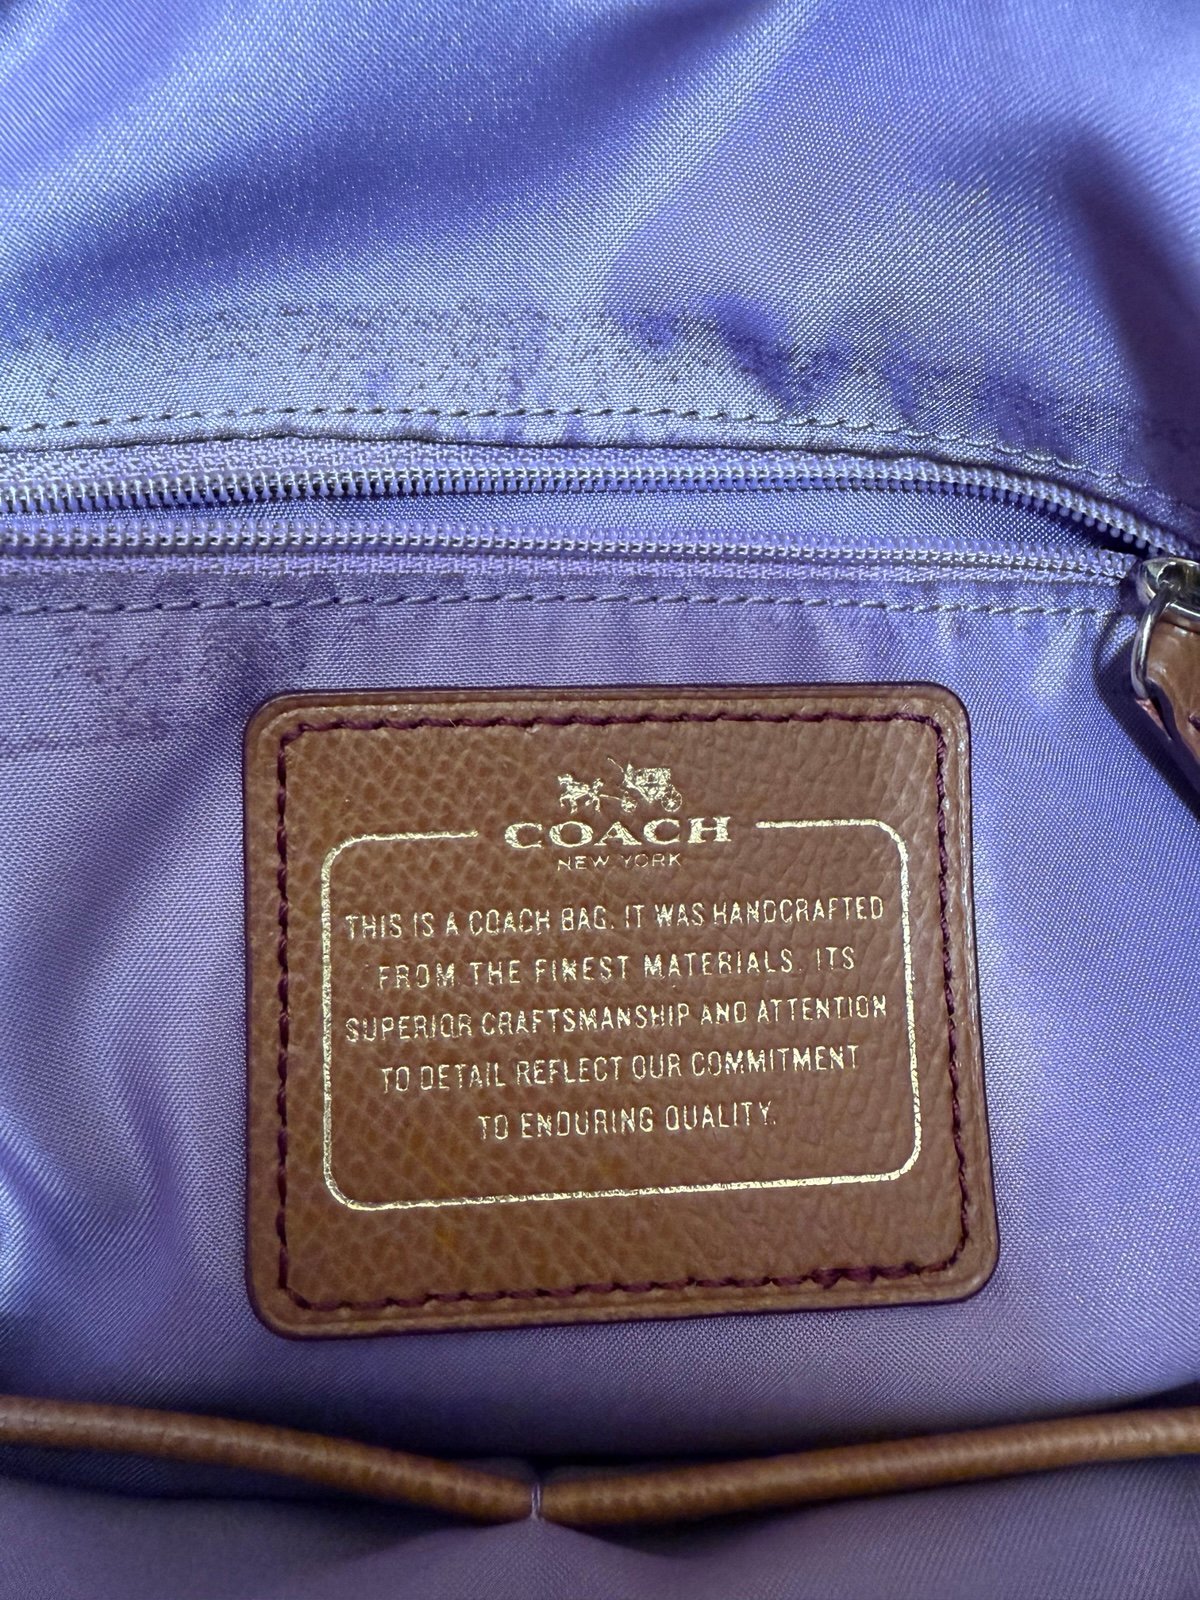 COACH
NEW YORK
THIS IS A COACH BAG. IT WAS HANDCRAFTED
FROM THE FINEST MATERIALS. ITS
SUPERIOR CRAFTSMANSHIP AND ATTENTION
TO DETAIL REFLECT OUR COMMITMENT
TO ENDURING QUALITY.